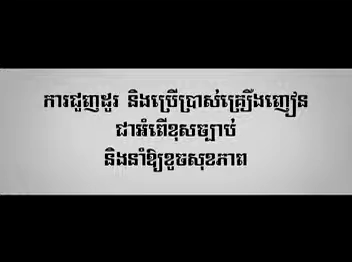 ការជួញដូរ និងប្រើប្រាស់គ្រឿងញៀន
ជាអំពើខុសច្បាប់
និងនាំឱ្យខូចសុខភាព